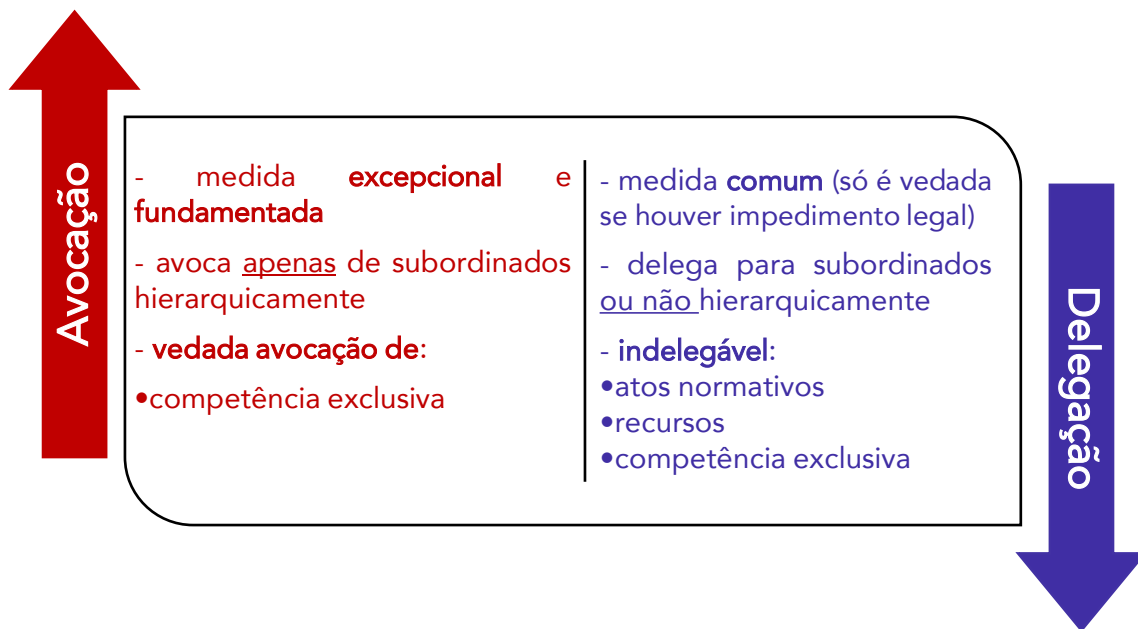 Avocação
- medida excepcional e
fundamentada
- avoca apenas de subordinados
hierarquicamente
- vedada avocação de:
•competência exclusiva
- medida comum (só é vedada
se houver impedimento legal)
- delega para subordinados
ou não hierarquicamente
- indelegável:
•atos normativos
•recursos
•competência exclusiva
Delegação